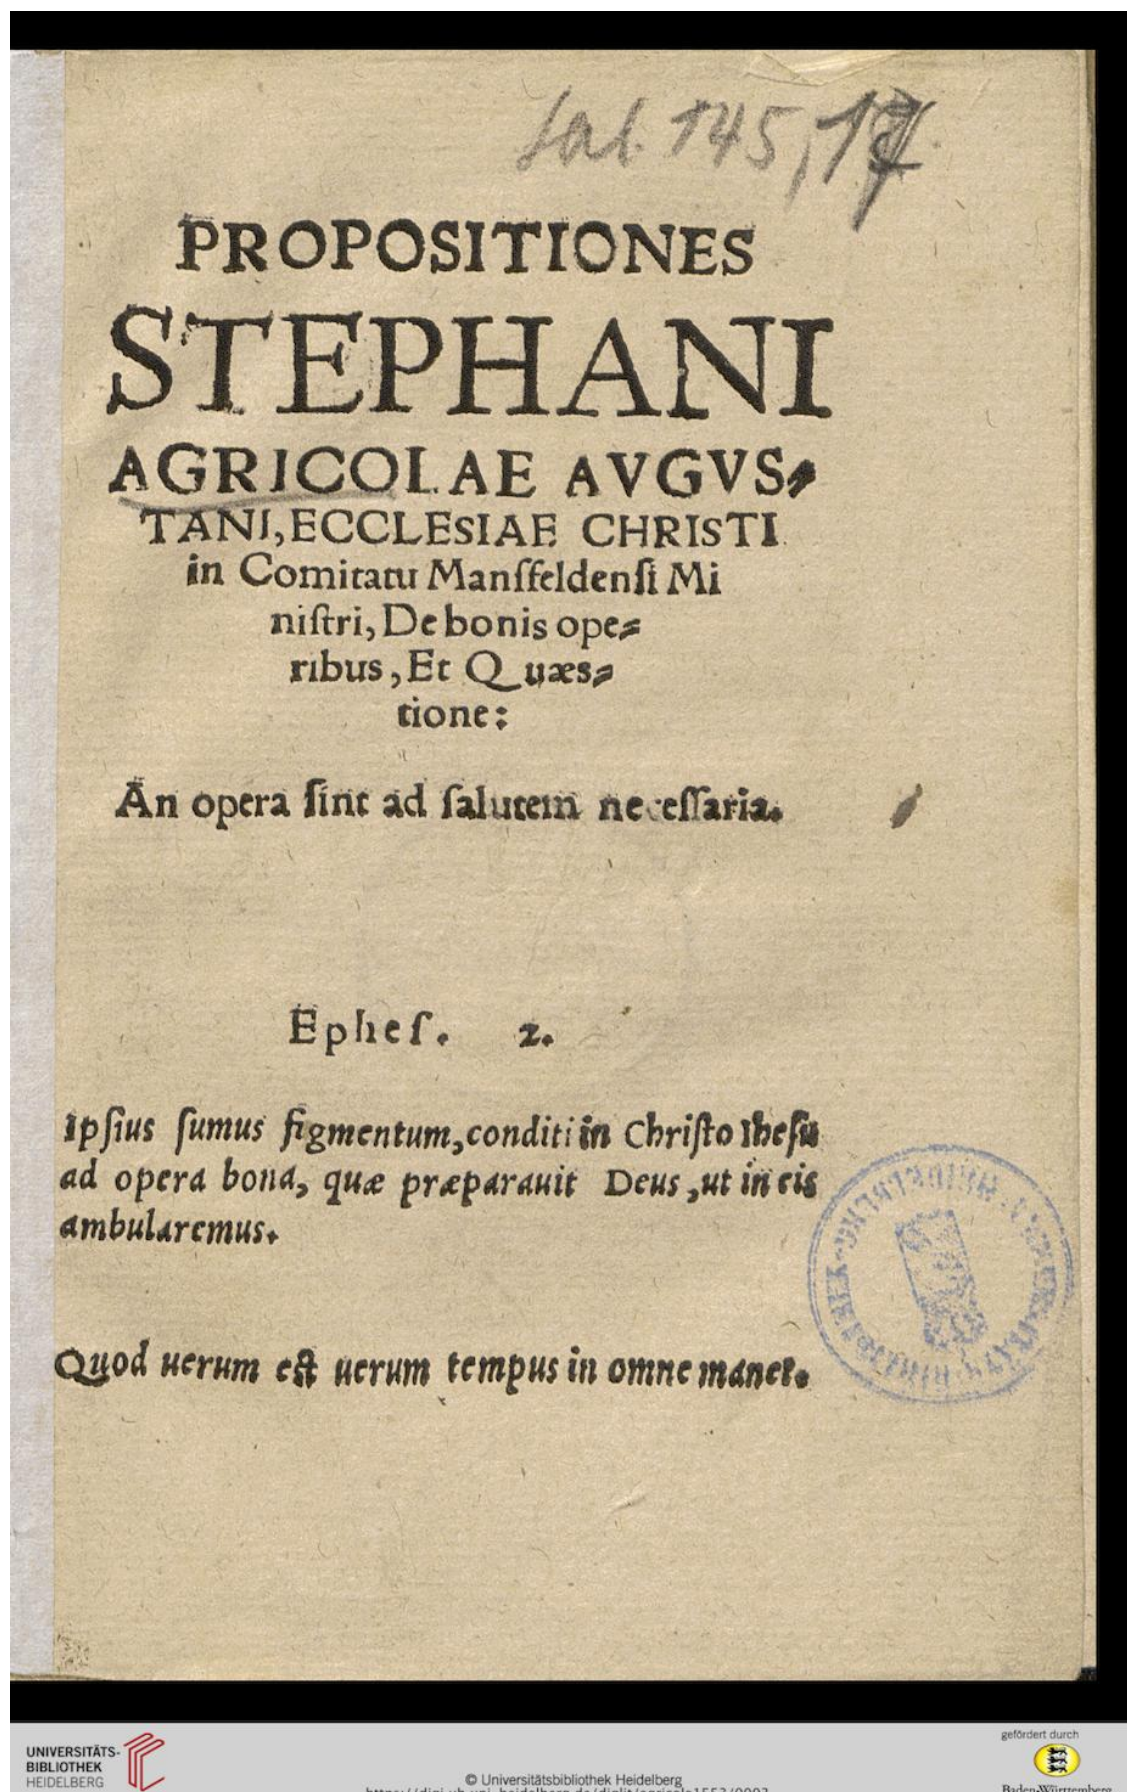 Sal. 145, 17
PROPOSITIONES
STEPHANI
AGRICOLAE AVGVS⸗
TANI, ECCLESIAE CHRISTI
in Comitatu Mansfeldensi Mi
niſtri, De bonis ope⸗
ribus, Et Quæs⸗
tione:
An opera ſint ad ſalutem neceſſaria.
Epheſ. 2.
Ipſius ſumus figmentum, conditi in Chriſto Iheſu
ad opera bona, quæ præparauit Deus, ut in eis
ambularemus.
Quod uerum eſt uerum tempus in omne manet.
UNIVERSITÄTS-
BIBLIOTHEK
HEIDELBERG
© Universitätsbibliothek Heidelberg
gefördert durch
Baden-Württemberg